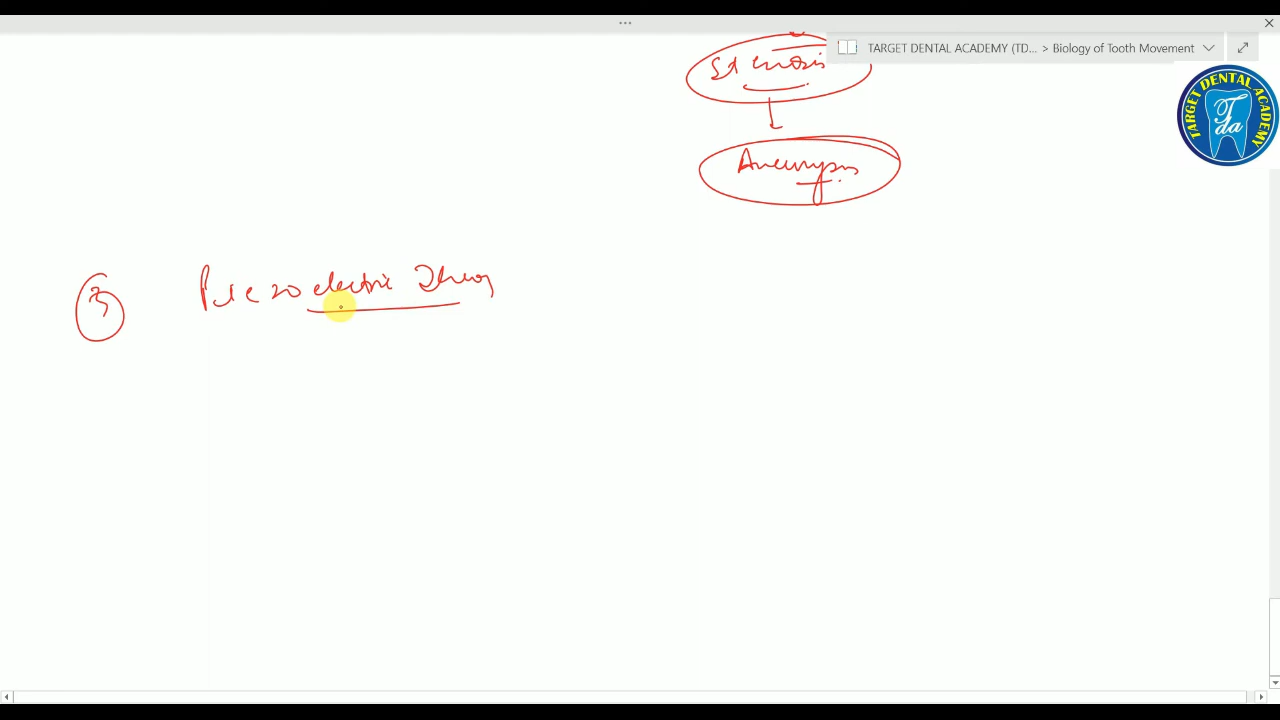 ...
TARGET DENTAL ACADEMY (TD... > Biology of Tooth Movement
Stenosis
TARGET DENTAL ACADEMY
Tda
Aneurysm
3 Piezoelectric Theory